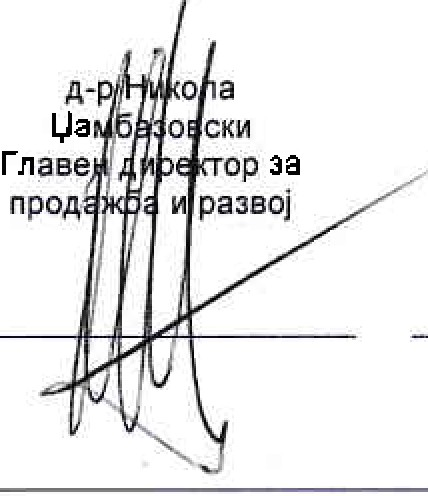 д-р Никола
Џамбазовски
Главен директор за
продажба и развој